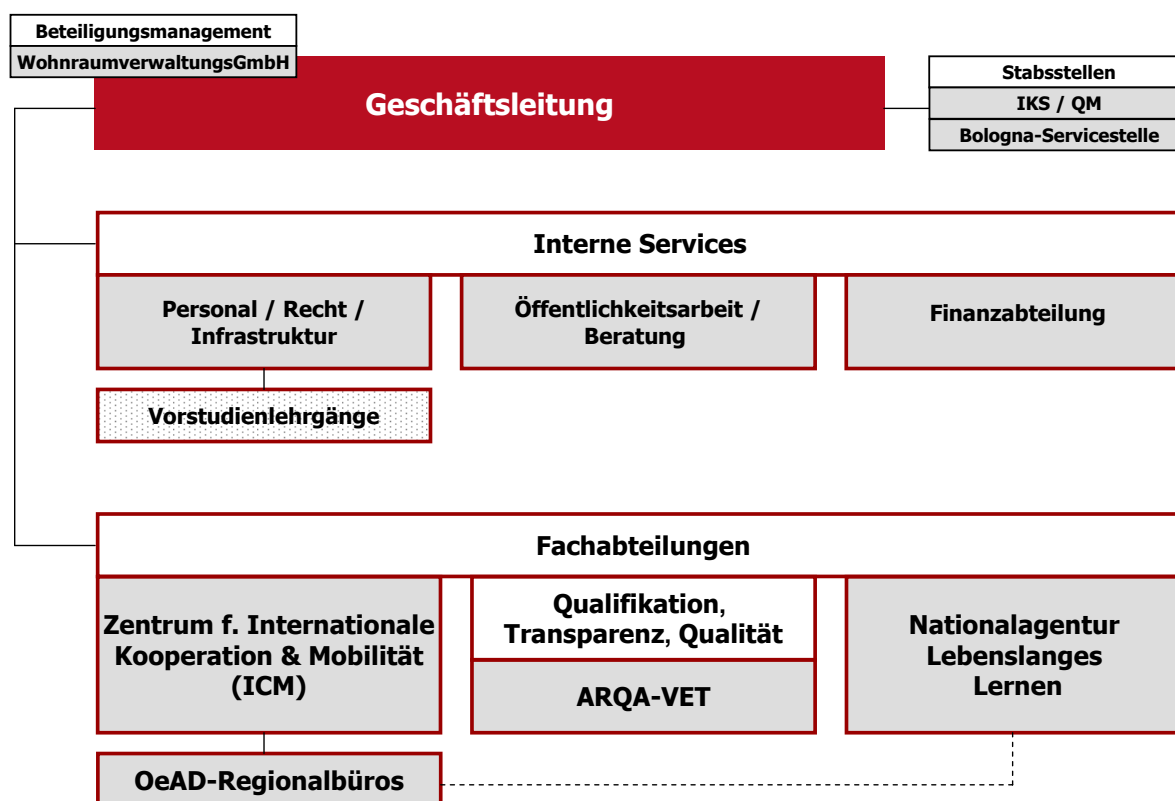 Beteiligungsmanagement
WohnraumverwaltungsGmbH
Geschäftsleitung
Stabsstellen
IKS / QM
Bologna-Servicestelle
Interne Services
Personal / Recht /
Infrastruktur
Öffentlichkeitsarbeit /
Beratung
Finanzabteilung
Vorstudienlehrgänge
Fachabteilungen
Zentrum f. Internationale
Kooperation & Mobilität
(ICM)
Qualifikation,
Transparenz, Qualität
ARQA-VET
Nationalagentur
Lebenslanges
Lernen
OeAD-Regionalbüros